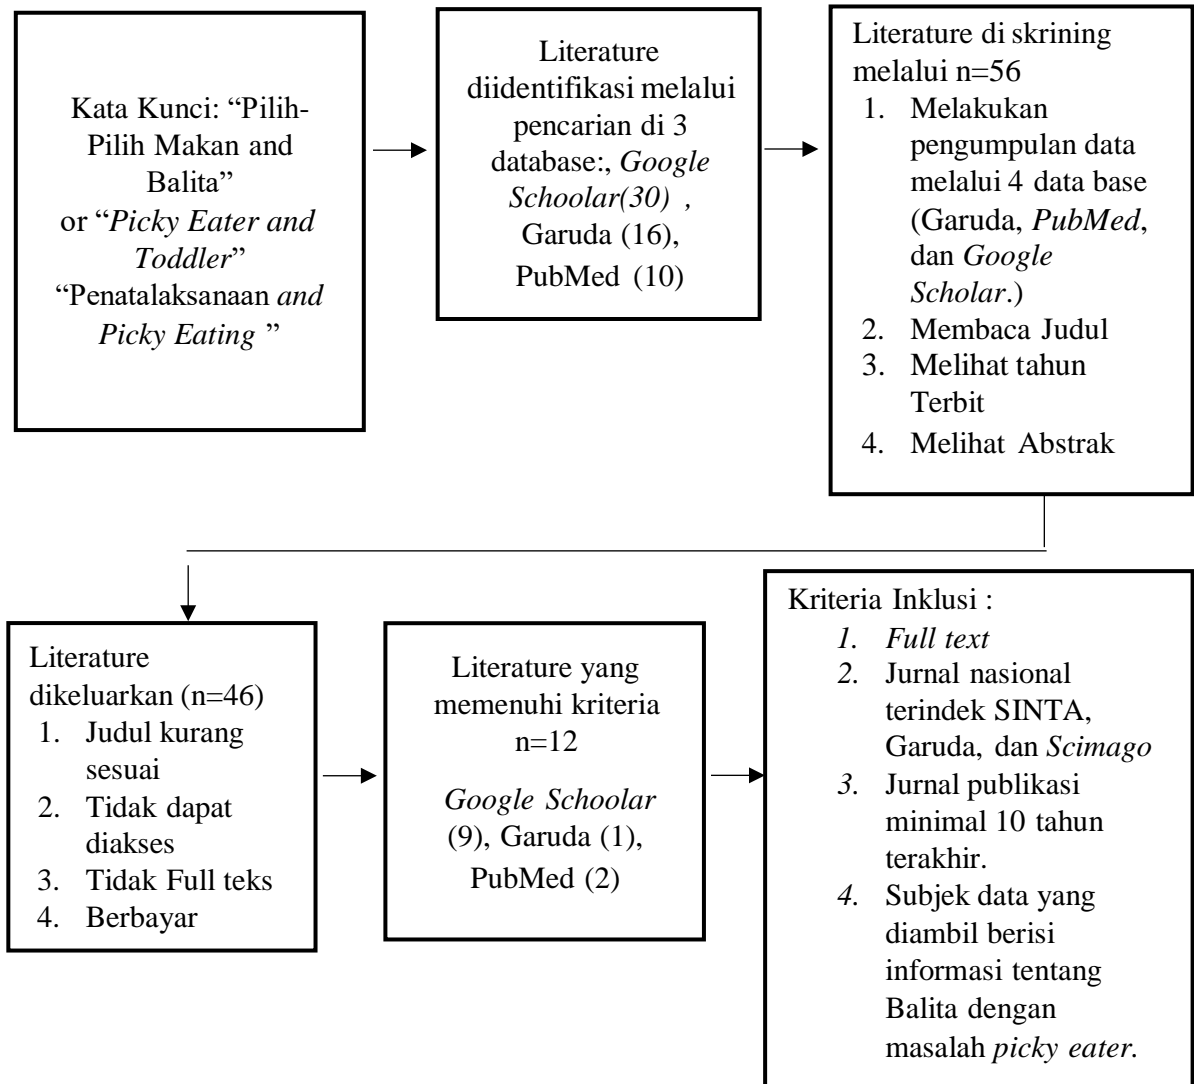 Kata Kunci: “Pilih-
Pilih Makan and
Balita”
or “Picky Eater and
Toddler”
“Penatalaksanaan and
Picky Eating ”
Literature
diidentifikasi melalui
pencarian di 3
database:, Google
Schoolar(30) ,
Garuda (16),
PubMed (10)
Literature di skrining
melalui n=56
1. Melakukan
pengumpulan data
melalui 4 data base
(Garuda, PubMed,
dan Google
Scholar.)
2. Membaca Judul
3. Melihat tahun
Terbit
4. Melihat Abstrak
Literature
dikeluarkan (n=46)
1. Judul kurang
sesuai
2. Tidak dapat
diakses
3. Tidak Full teks
4. Berbayar
Literature yang
memenuhi kriteria
n=12
Google Schoolar
(9), Garuda (1),
PubMed (2)
Kriteria Inklusi :
1. Full text
2. Jurnal nasional
terindek SINTA,
Garuda, dan Scimago
3. Jurnal publikasi
minimal 10 tahun
terakhir.
4. Subjek data yang
diambil berisi
informasi tentang
Balita dengan
masalah picky eater.